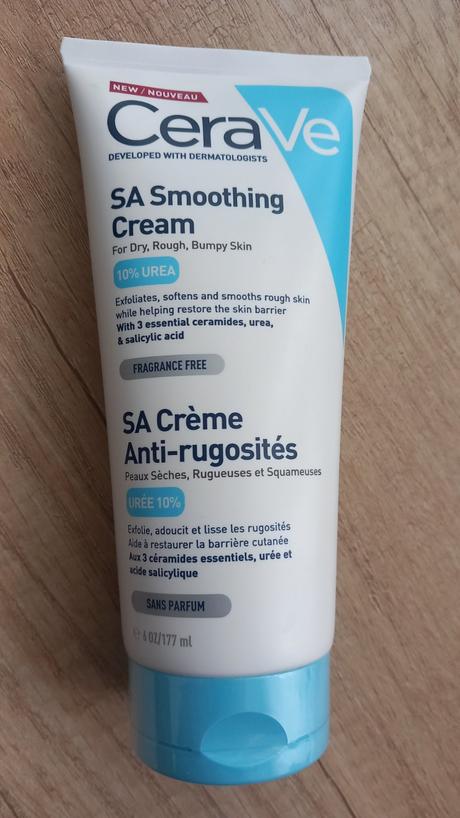 NEW / NOUVEAU
CeraVe
DEVELOPED WITH DERMATOLOGISTS
SA Smoothing
Cream
For Dry, Rough, Bumpy Skin
10% UREA
Exfoliates, softens and smooths rough skin
while helping restore the skin barrier
With 3 essential ceramides, urea,
& salicylic acid
FRAGRANCE FREE
SA Crème
Anti-rugosités
Peaux Sèches, Rugueuses et Squameuses
URÉE 10%
Exfolie, adoucit et lisse les rugosités
Aide à restaurer la barrière cutanée
Aux 3 céramides essentiels, urée et
acide salicylique
SANS PARFUM
℮ 6 OZ/177 ml